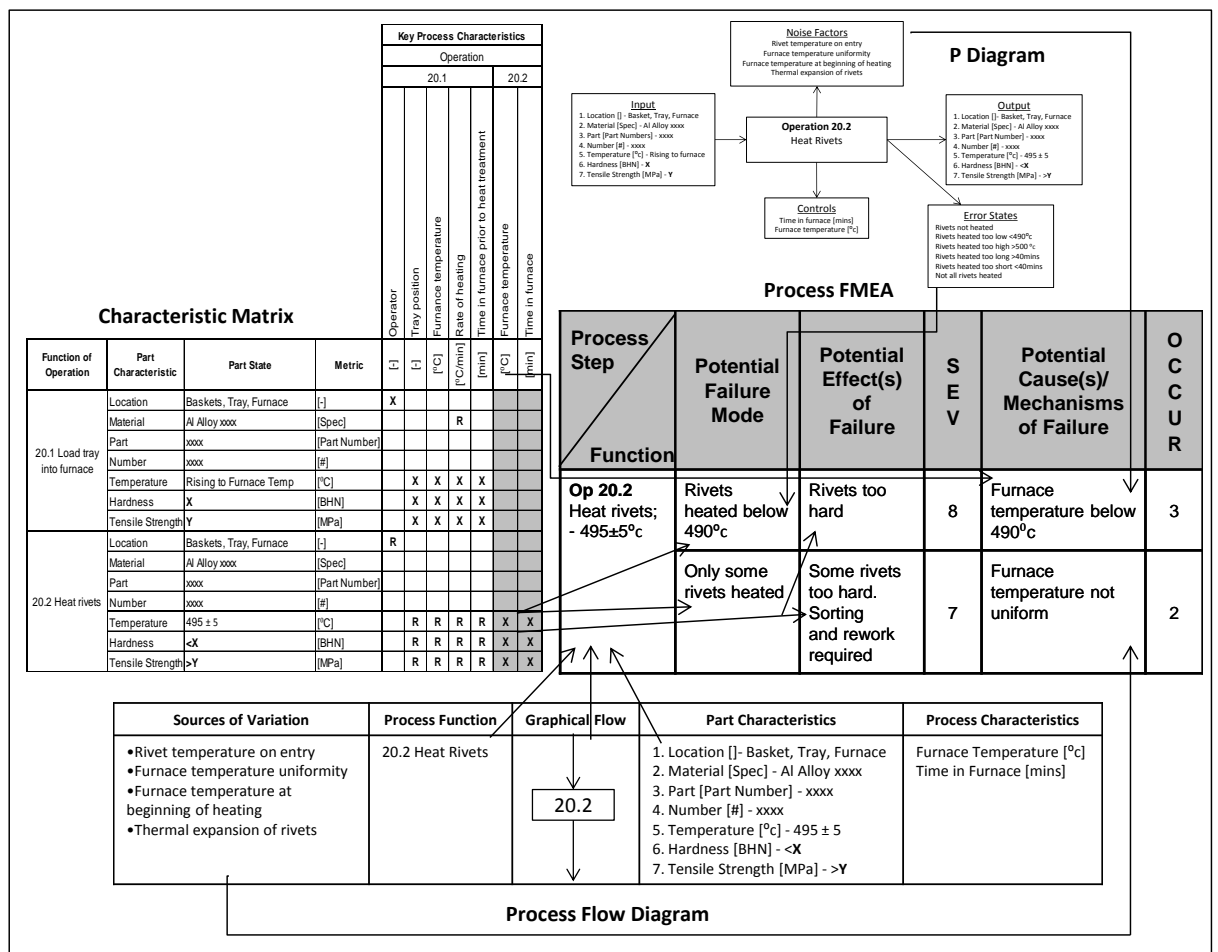 Key Process Characteristics
Operation
20.1 20.2
Operator
Tray position
Furnance temperature
Rate of heating
Time in furnace prior to heat treatment
Furnace temperature
Time in furnace
Characteristic Matrix
Function of Operation Part Characteristic Part State Metric [-] [-] [°C] [°C/min] [min] [°C] [min]
20.1 Load tray into furnace
Location Baskets, Tray, Furnace [-] X
Material Al Alloy xxxx [Spec] R
Part xxxx [Part Number]
Number xxxx [#]
Temperature Rising to Furnace Temp [°C] X X X X
Hardness X [BHN] X X X X
Tensile Strength Y [MPa] X X X X
20.2 Heat rivets
Location Baskets, Tray, Furnace [-] R
Material Al Alloy xxxx [Spec]
Part xxxx [Part Number]
Number xxxx [#]
Temperature 495 ± 5 [°C] R R R R X X
Hardness <X [BHN] R R R R X X
Tensile Strength >Y [MPa] R R R R X X
P Diagram
Noise Factors
Rivet temperature on entry
Furnace temperature uniformity
Furnace temperature at beginning of heating
Thermal expansion of rivets
Input
1. Location []- Basket, Tray, Furnace
2. Material [Spec] - Al Alloy xxxx
3. Part [Part Numbers] - xxxx
4. Number [#] - xxxx
5. Temperature [°c] - Rising to furnace
6. Hardness [BHN] - X
7. Tensile Strength [MPa] - Y
Operation 20.2
Heat Rivets
Output
1. Location []- Basket, Tray, Furnace
2. Material [Spec] - Al Alloy xxxx
3. Part [Part Number] - xxxx
4. Number [#] - xxxx
5. Temperature [°c] - 495 ± 5
6. Hardness [BHN] - <X
7. Tensile Strength [MPa] - >Y
Controls
Time in furnace [mins]
Furnace temperature [°c]
Error States
Rivets not heated
Rivets heated too low <490°c
Rivets heated too high >500 °c
Rivets heated too long >40mins
Rivets heated too short <40mins
Not all rivets heated
Process FMEA
Process Step
Function
Potential Failure Mode
Potential Effect(s) of Failure
SEV
Potential Cause(s)/ Mechanisms of Failure
OCCUR
Op 20.2
Heat rivets;
- 495±5°c
Rivets
heated below
490°c
Rivets too
hard
8
Furnace
temperature below
490°c
3
Only some
rivets heated
Some rivets
too hard.
Sorting
and rework
required
7
Furnace
temperature not
uniform
2
Sources of Variation Process Function Graphical Flow Part Characteristics Process Characteristics
•Rivet temperature on entry
•Furnace temperature uniformity
•Furnace temperature at
beginning of heating
•Thermal expansion of rivets
20.2 Heat Rivets
20.2
1. Location []- Basket, Tray, Furnace
2. Material [Spec] - Al Alloy xxxx
3. Part [Part Number] - xxxx
4. Number [#] - xxxx
5. Temperature [°c] - 495 ± 5
6. Hardness [BHN] - <X
7. Tensile Strength [MPa] - >Y
Furnace Temperature [°c]
Time in Furnace [mins]
Process Flow Diagram